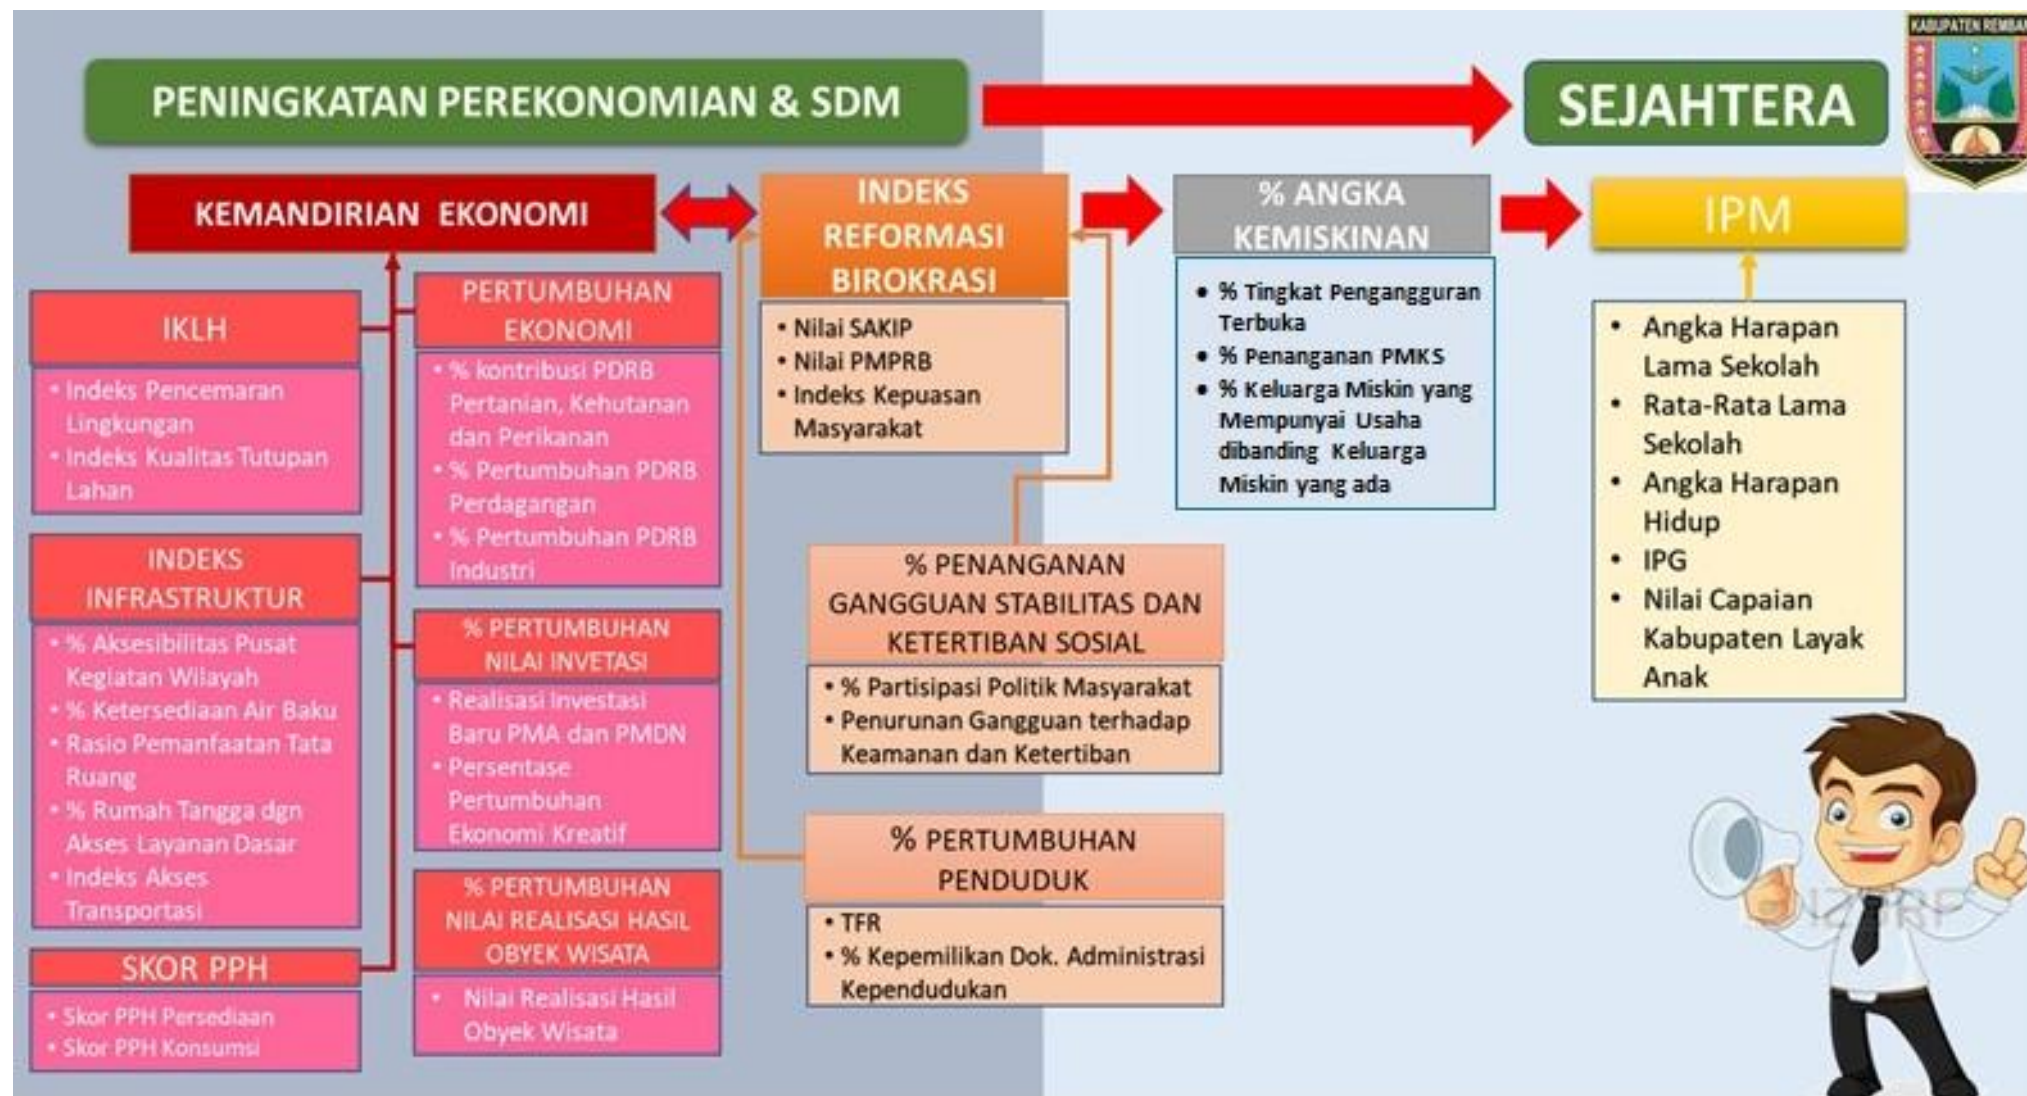 PENINGKATAN PEREKONOMIAN & SDM
SEJAHTERA
KABUPATEN REMBAN
KEMANDIRIAN EKONOMI
INDEKS
REFORMASI
BIROKRASI
% ANGKA
KEMISKINAN
IPM
IKLH
• Indeks Pencemaran
Lingkungan
• Indeks Kualitas Tutupan
Lahan
INDEKS
INFRASTRUKTUR
• % Aksesibilitas Pusat
Kegiatan Wilayah
• % Ketersediaan Air Baku
• Rasio Pemanfaatan Tata
Ruang
• % Rumah Tangga dgn
Akses Layanan Dasar
• Indeks Akses
Transportasi
SKOR PPH
• Skor PPH Persediaan
• Skor PPH Konsumsi
PERTUMBUHAN
EKONOMI
• % kontribusi PDRB
Pertanian, Kehutanan
dan Perikanan
• % Pertumbuhan PDRB
Perdagangan
• % Pertumbuhan PDRB
Industri
% PERTUMBUHAN
NILAI INVETASI
• Realisasi Investasi
Baru PMA dan PMDN
• Persentase
Pertumbuhan
Ekonomi Kreatif
% PERTUMBUHAN
NILAI REALISASI HASIL
OBYEK WISATA
• Nilai Realisasi Hasil
Obyek Wisata
• Nilai SAKIP
• Nilai PMPRB
• Indeks Kepuasan
Masyarakat
% PENANGANAN
GANGGUAN STABILITAS DAN
KETERTIBAN SOSIAL
• % Partisipasi Politik Masyarakat
• Penurunan Gangguan terhadap
Keamanan dan Ketertiban
% PERTUMBUHAN
PENDUDUK
• TFR
• % Kepemilikan Dok. Administrasi
Kependudukan
• % Tingkat Pengangguran
Terbuka
• % Penanganan PMKS
• % Keluarga Miskin yang
Mempunyai Usaha
dibanding Keluarga
Miskin yang ada
• Angka Harapan
Lama Sekolah
• Rata-Rata Lama
Sekolah
• Angka Harapan
Hidup
• IPG
• Nilai Capaian
Kabupaten Layak
Anak